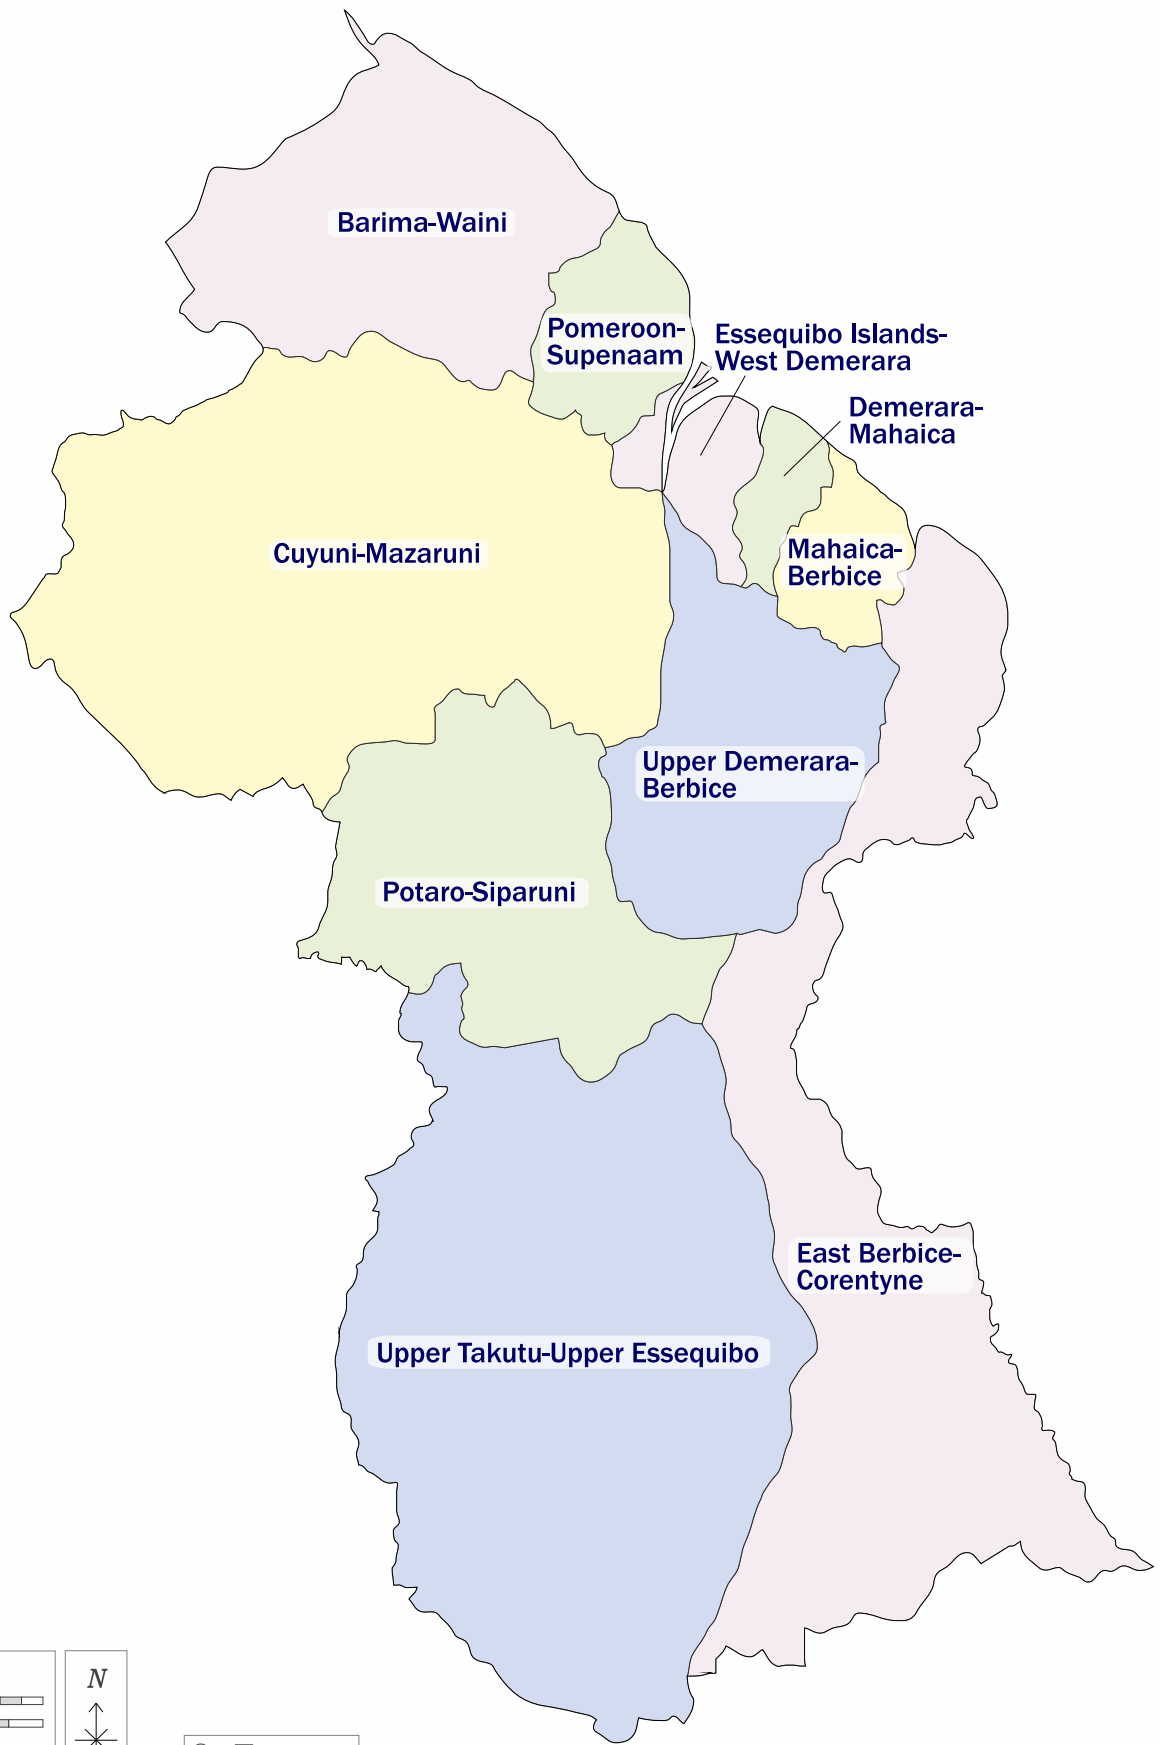 Barima-Waini
Pomeroon-
Supenaam
Essequibo Islands-
West Demerara
Demerara-
Mahaica
Cuyuni-Mazaruni
Mahaica-
Berbice
Upper Demerara-
Berbice
Potaro-Siparuni
East Berbice-
Corentyne
Upper Takutu-Upper Essequibo
N